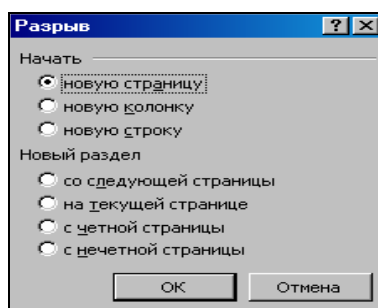 Разрыв
Начать
новую страницу
новую колонку
новую строку
Новый раздел
со следующей страницы
на текущей странице
с четной страницы
с нечетной страницы
ОК Отмена